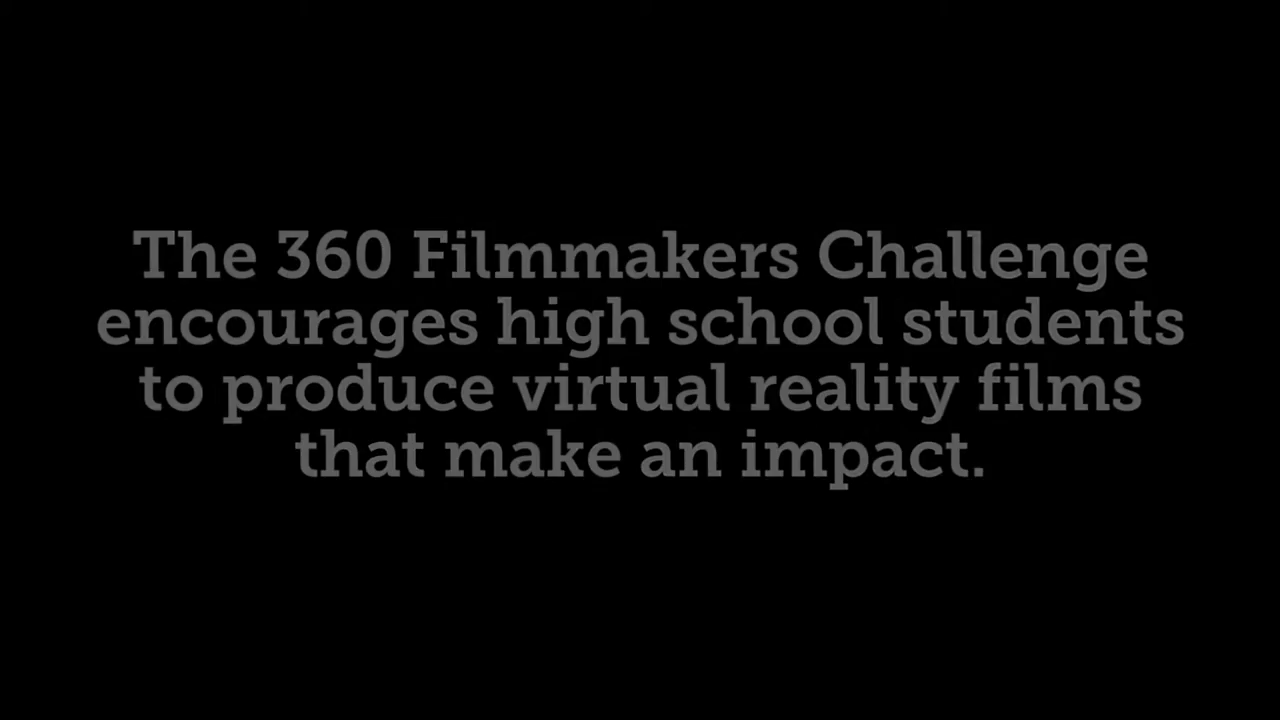 The 360 Filmmakers Challenge
encourages high school students
to produce virtual reality films
that make an impact.